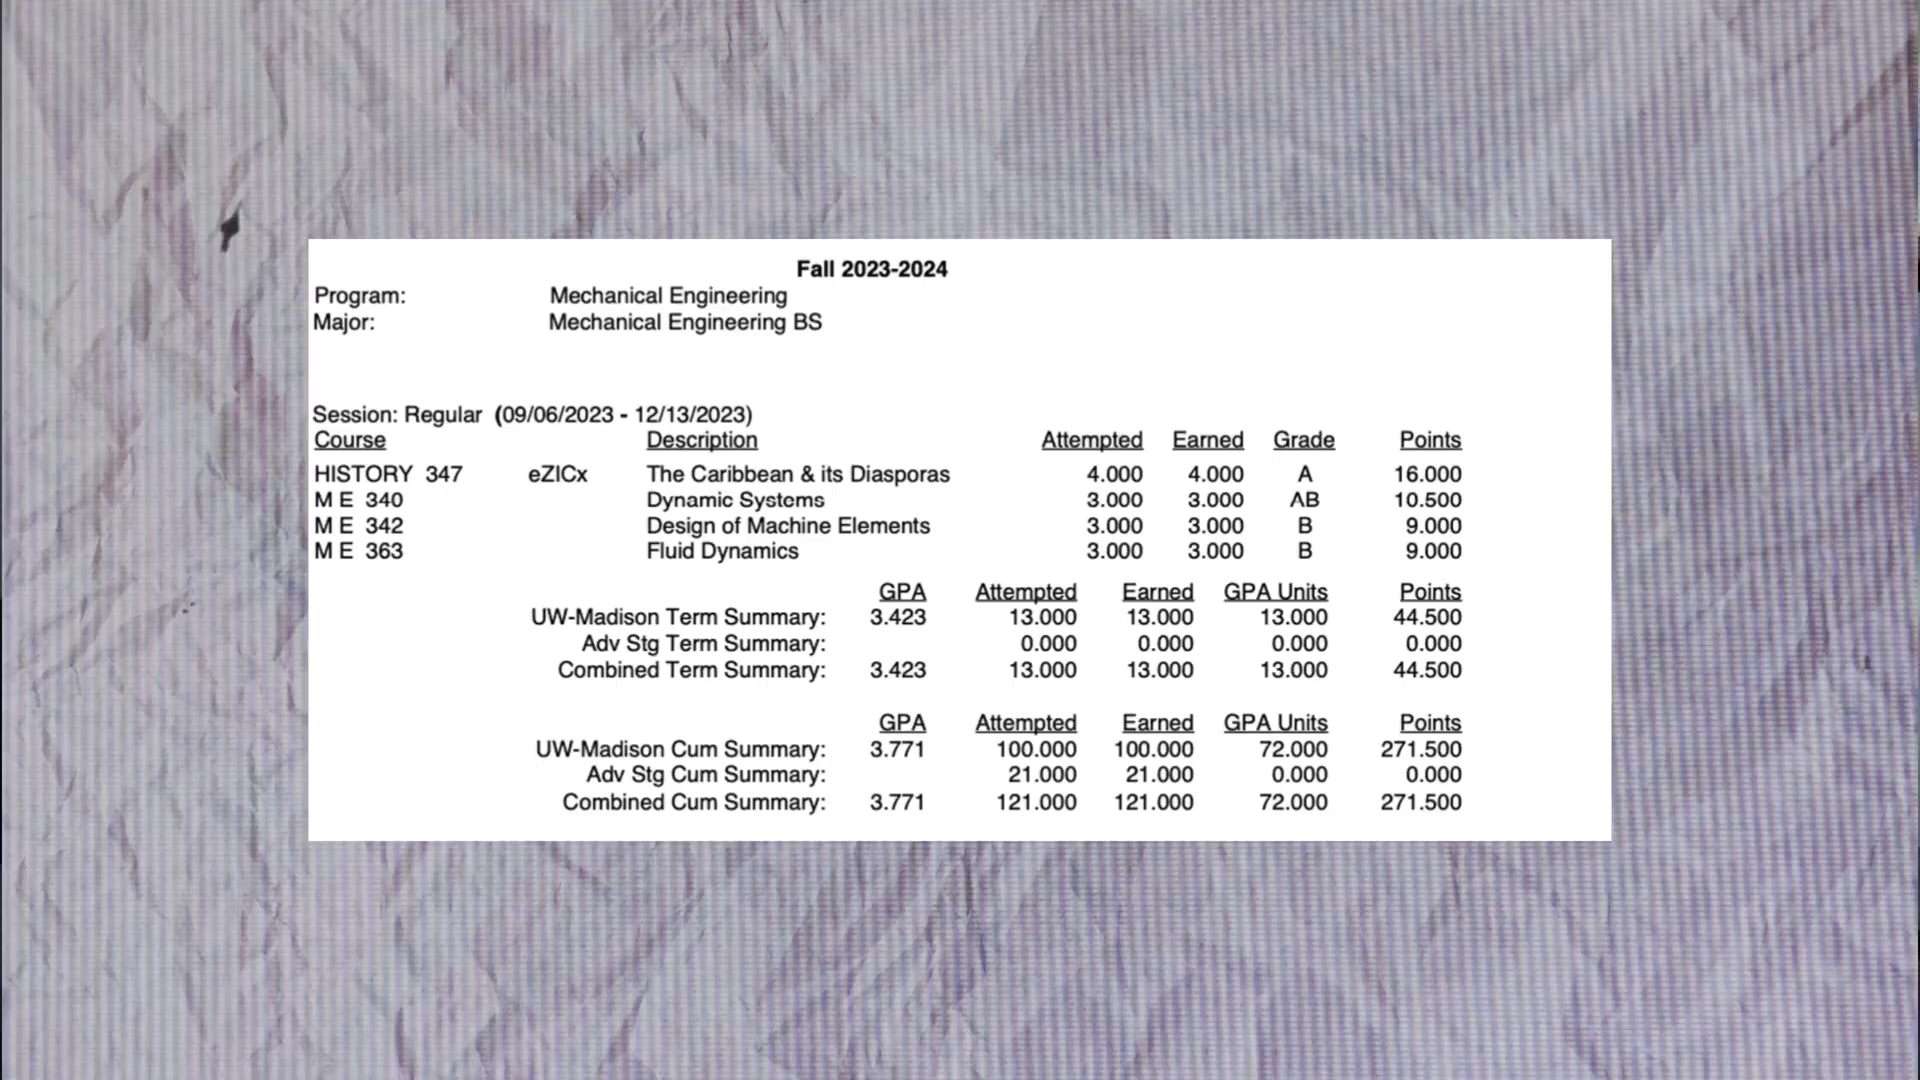 Fall 2023-2024
Program: Mechanical Engineering
Major: Mechanical Engineering BS
Session: Regular (09/06/2023 - 12/13/2023)
Course Description Attempted Earned Grade Points
HISTORY 347 eZICx The Caribbean & its Diasporas 4.000 4.000 A 16.000
M E 340 Dynamic Systems 3.000 3.000 AB 10.500
M E 342 Design of Machine Elements 3.000 3.000 B 9.000
M E 363 Fluid Dynamics 3.000 3.000 B 9.000
GPA Attempted Earned GPA Units Points
UW-Madison Term Summary: 3.423 13.000 13.000 13.000 44.500
Adv Stg Term Summary: 0.000 0.000 0.000 0.000
Combined Term Summary: 3.423 13.000 13.000 13.000 44.500
GPA Attempted Earned GPA Units Points
UW-Madison Cum Summary: 3.771 100.000 100.000 72.000 271.500
Adv Stg Cum Summary: 21.000 21.000 0.000 0.000
Combined Cum Summary: 3.771 121.000 121.000 72.000 271.500